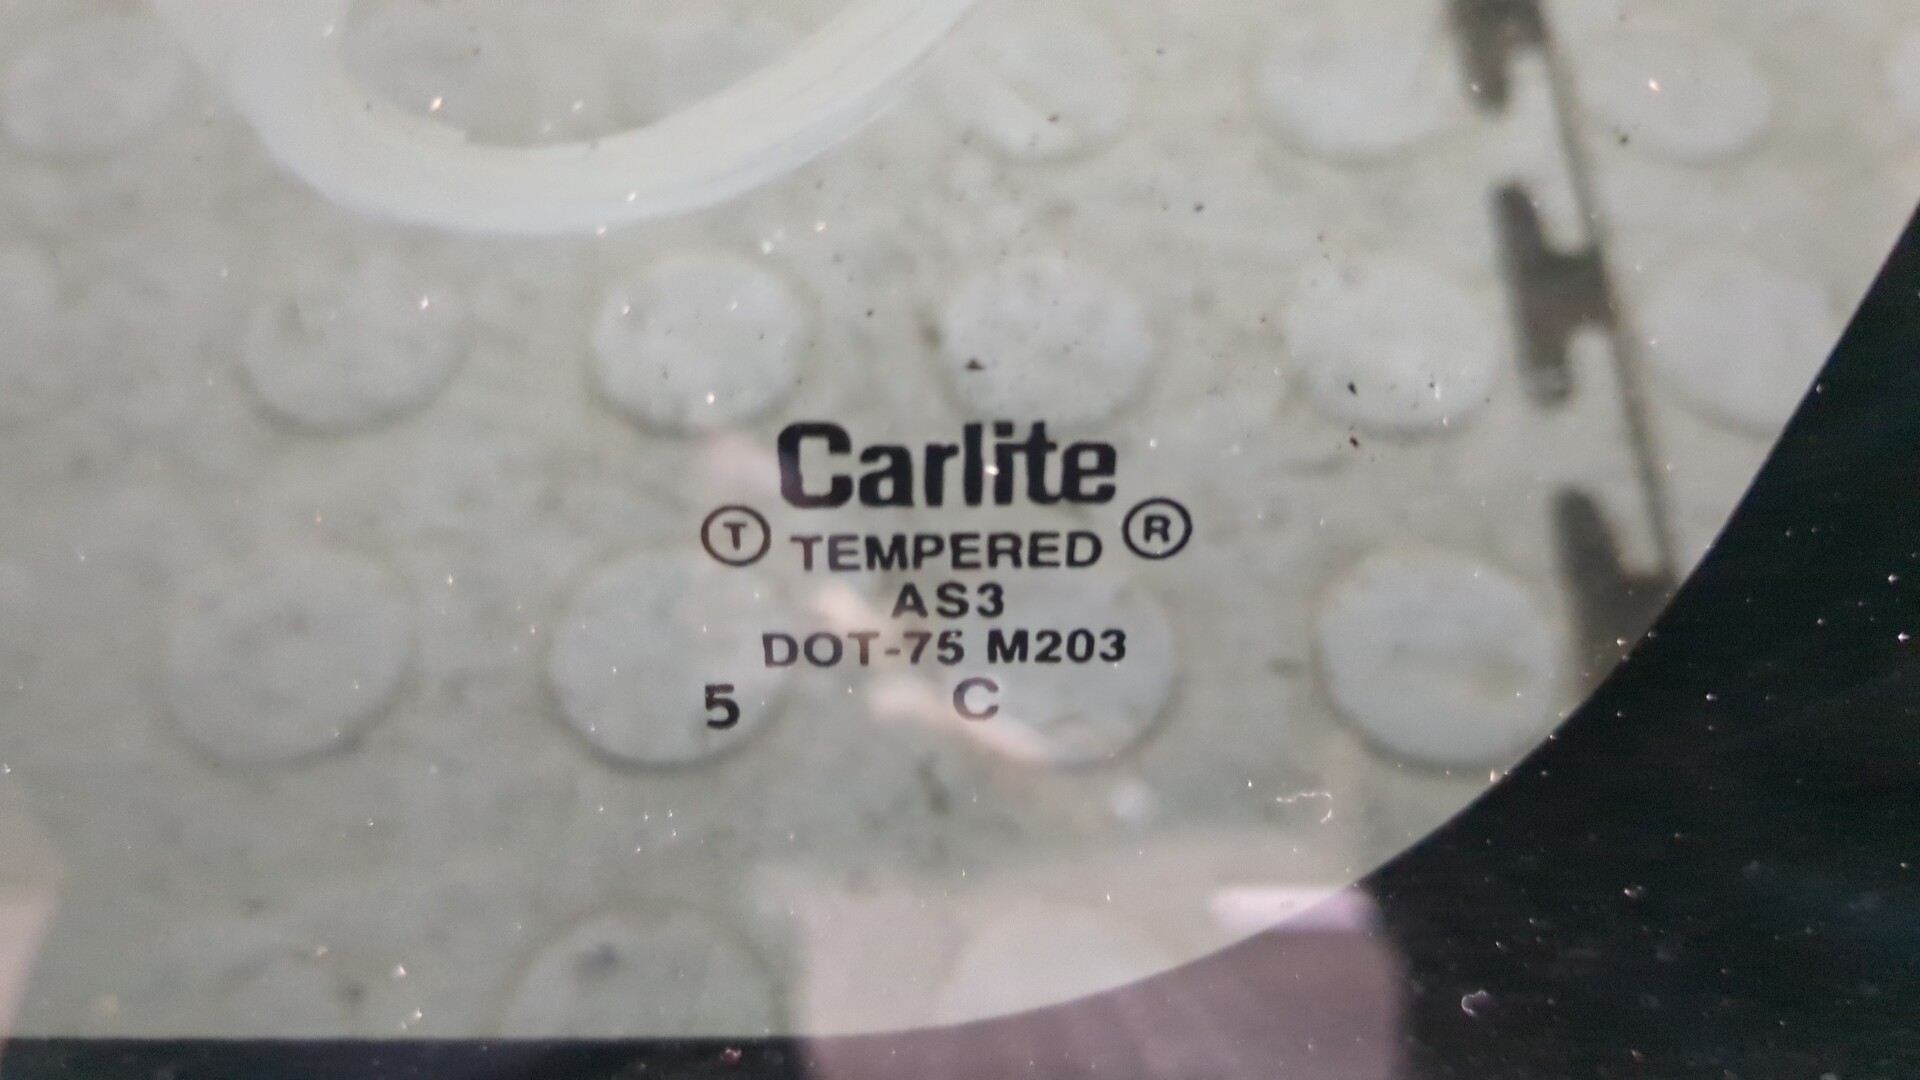 Carlite
Ⓣ TEMPERED Ⓡ
AS3
DOT-75 M203
5 C